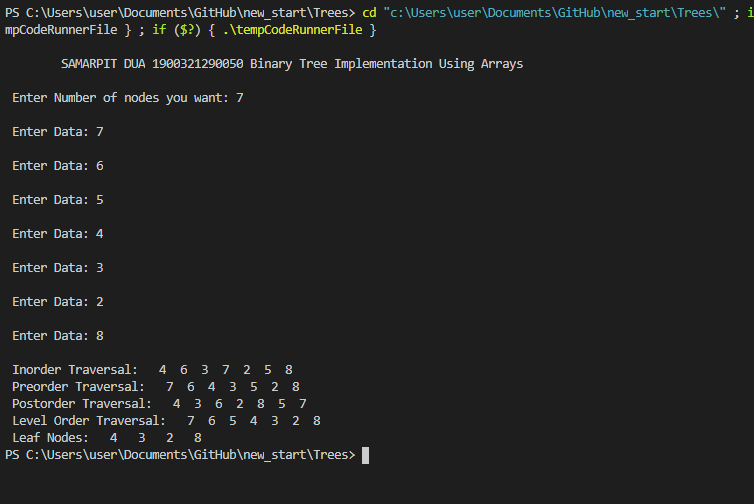 PS C:\Users\user\Documents\GitHub\new_start\Trees> cd "c:\Users\user\Documents\GitHub\new_start\Trees\" ; i
mpCodeRunnerFile } ; if ($?) { .\tempCodeRunnerFile }
SAMARPIT DUA 1900321290050 Binary Tree Implementation Using Arrays
Enter Number of nodes you want: 7
Enter Data: 7
Enter Data: 6
Enter Data: 5
Enter Data: 4
Enter Data: 3
Enter Data: 2
Enter Data: 8
Inorder Traversal: 4 6 3 7 2 5 8
Preorder Traversal: 7 6 4 3 5 2 8
Postorder Traversal: 4 3 6 2 8 5 7
Level Order Traversal: 7 6 5 4 3 2 8
Leaf Nodes: 4 3 2 8
PS C:\Users\user\Documents\GitHub\new_start\Trees>